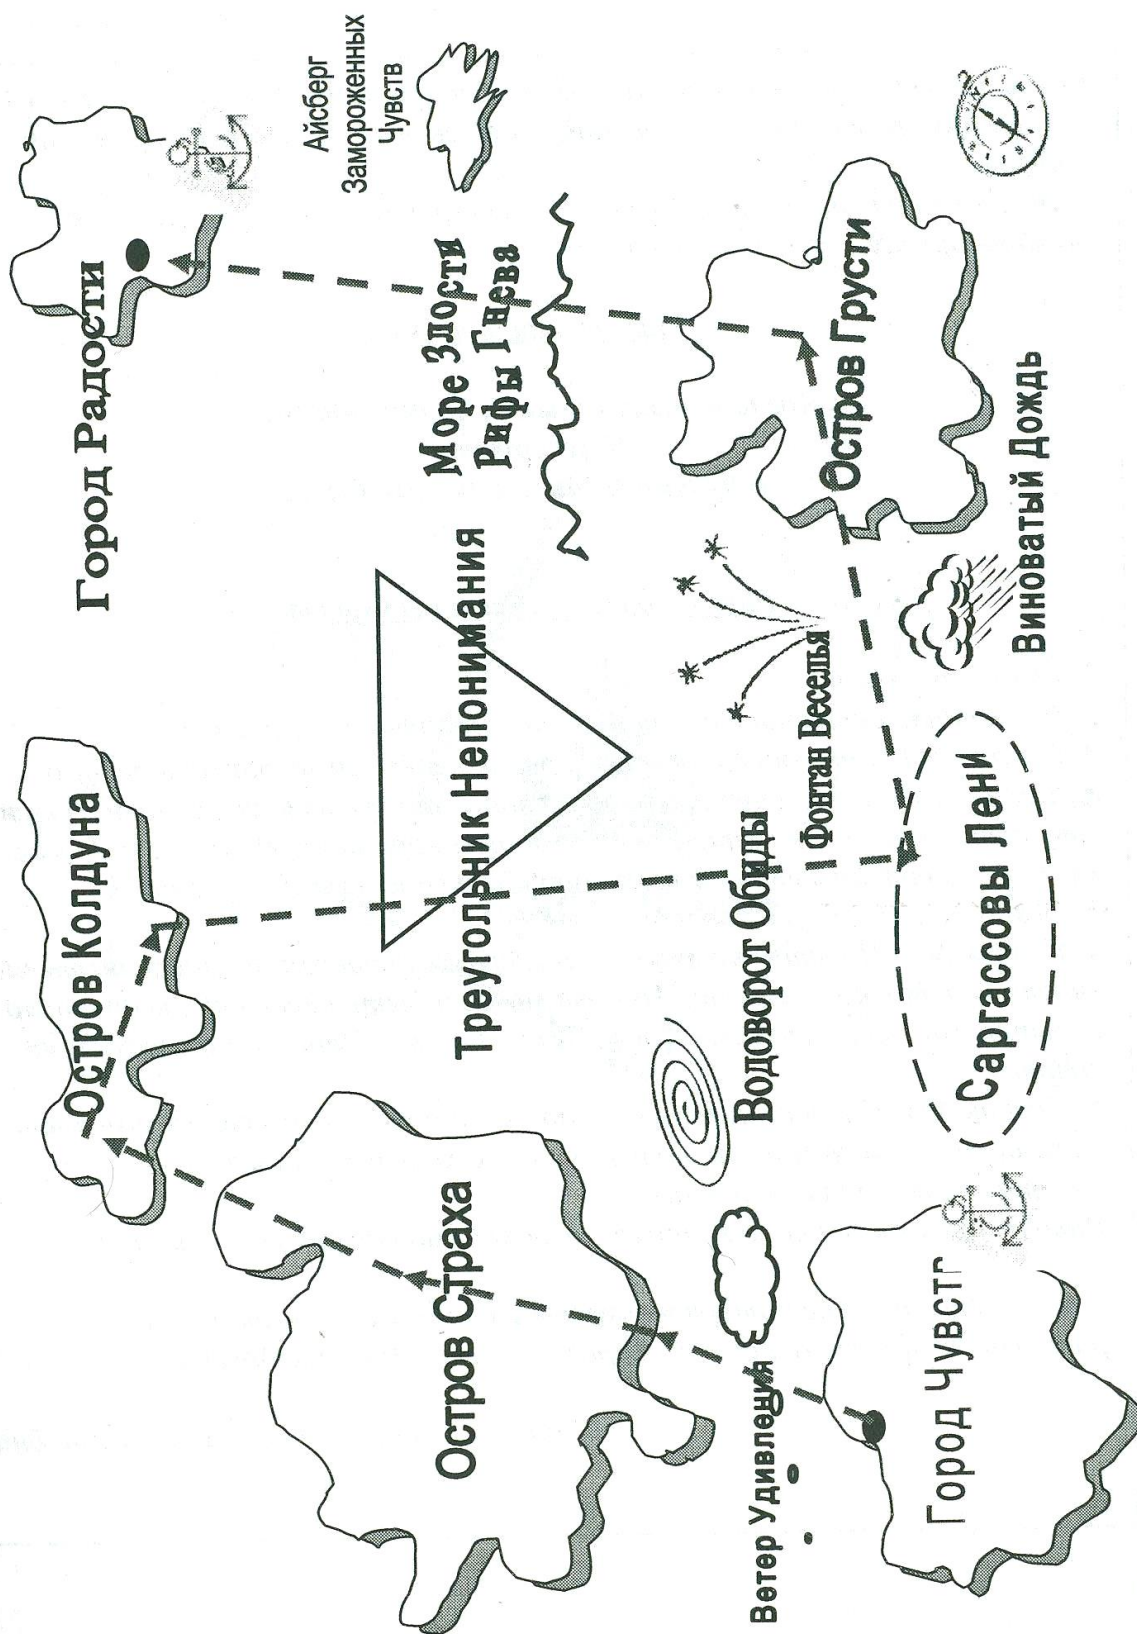 Остров Колдуна
Город Радости
Айсберг
Замороженных
Чувств
Остров Страха
Треугольник Непонимания
Море Злости
Рифы Гнева
Ветер Удивления
Водоворот Обиды
Фонтан Веселья
Остров Грусти
Город Чувств
Саргассовы Лени
Виноватый Дождь